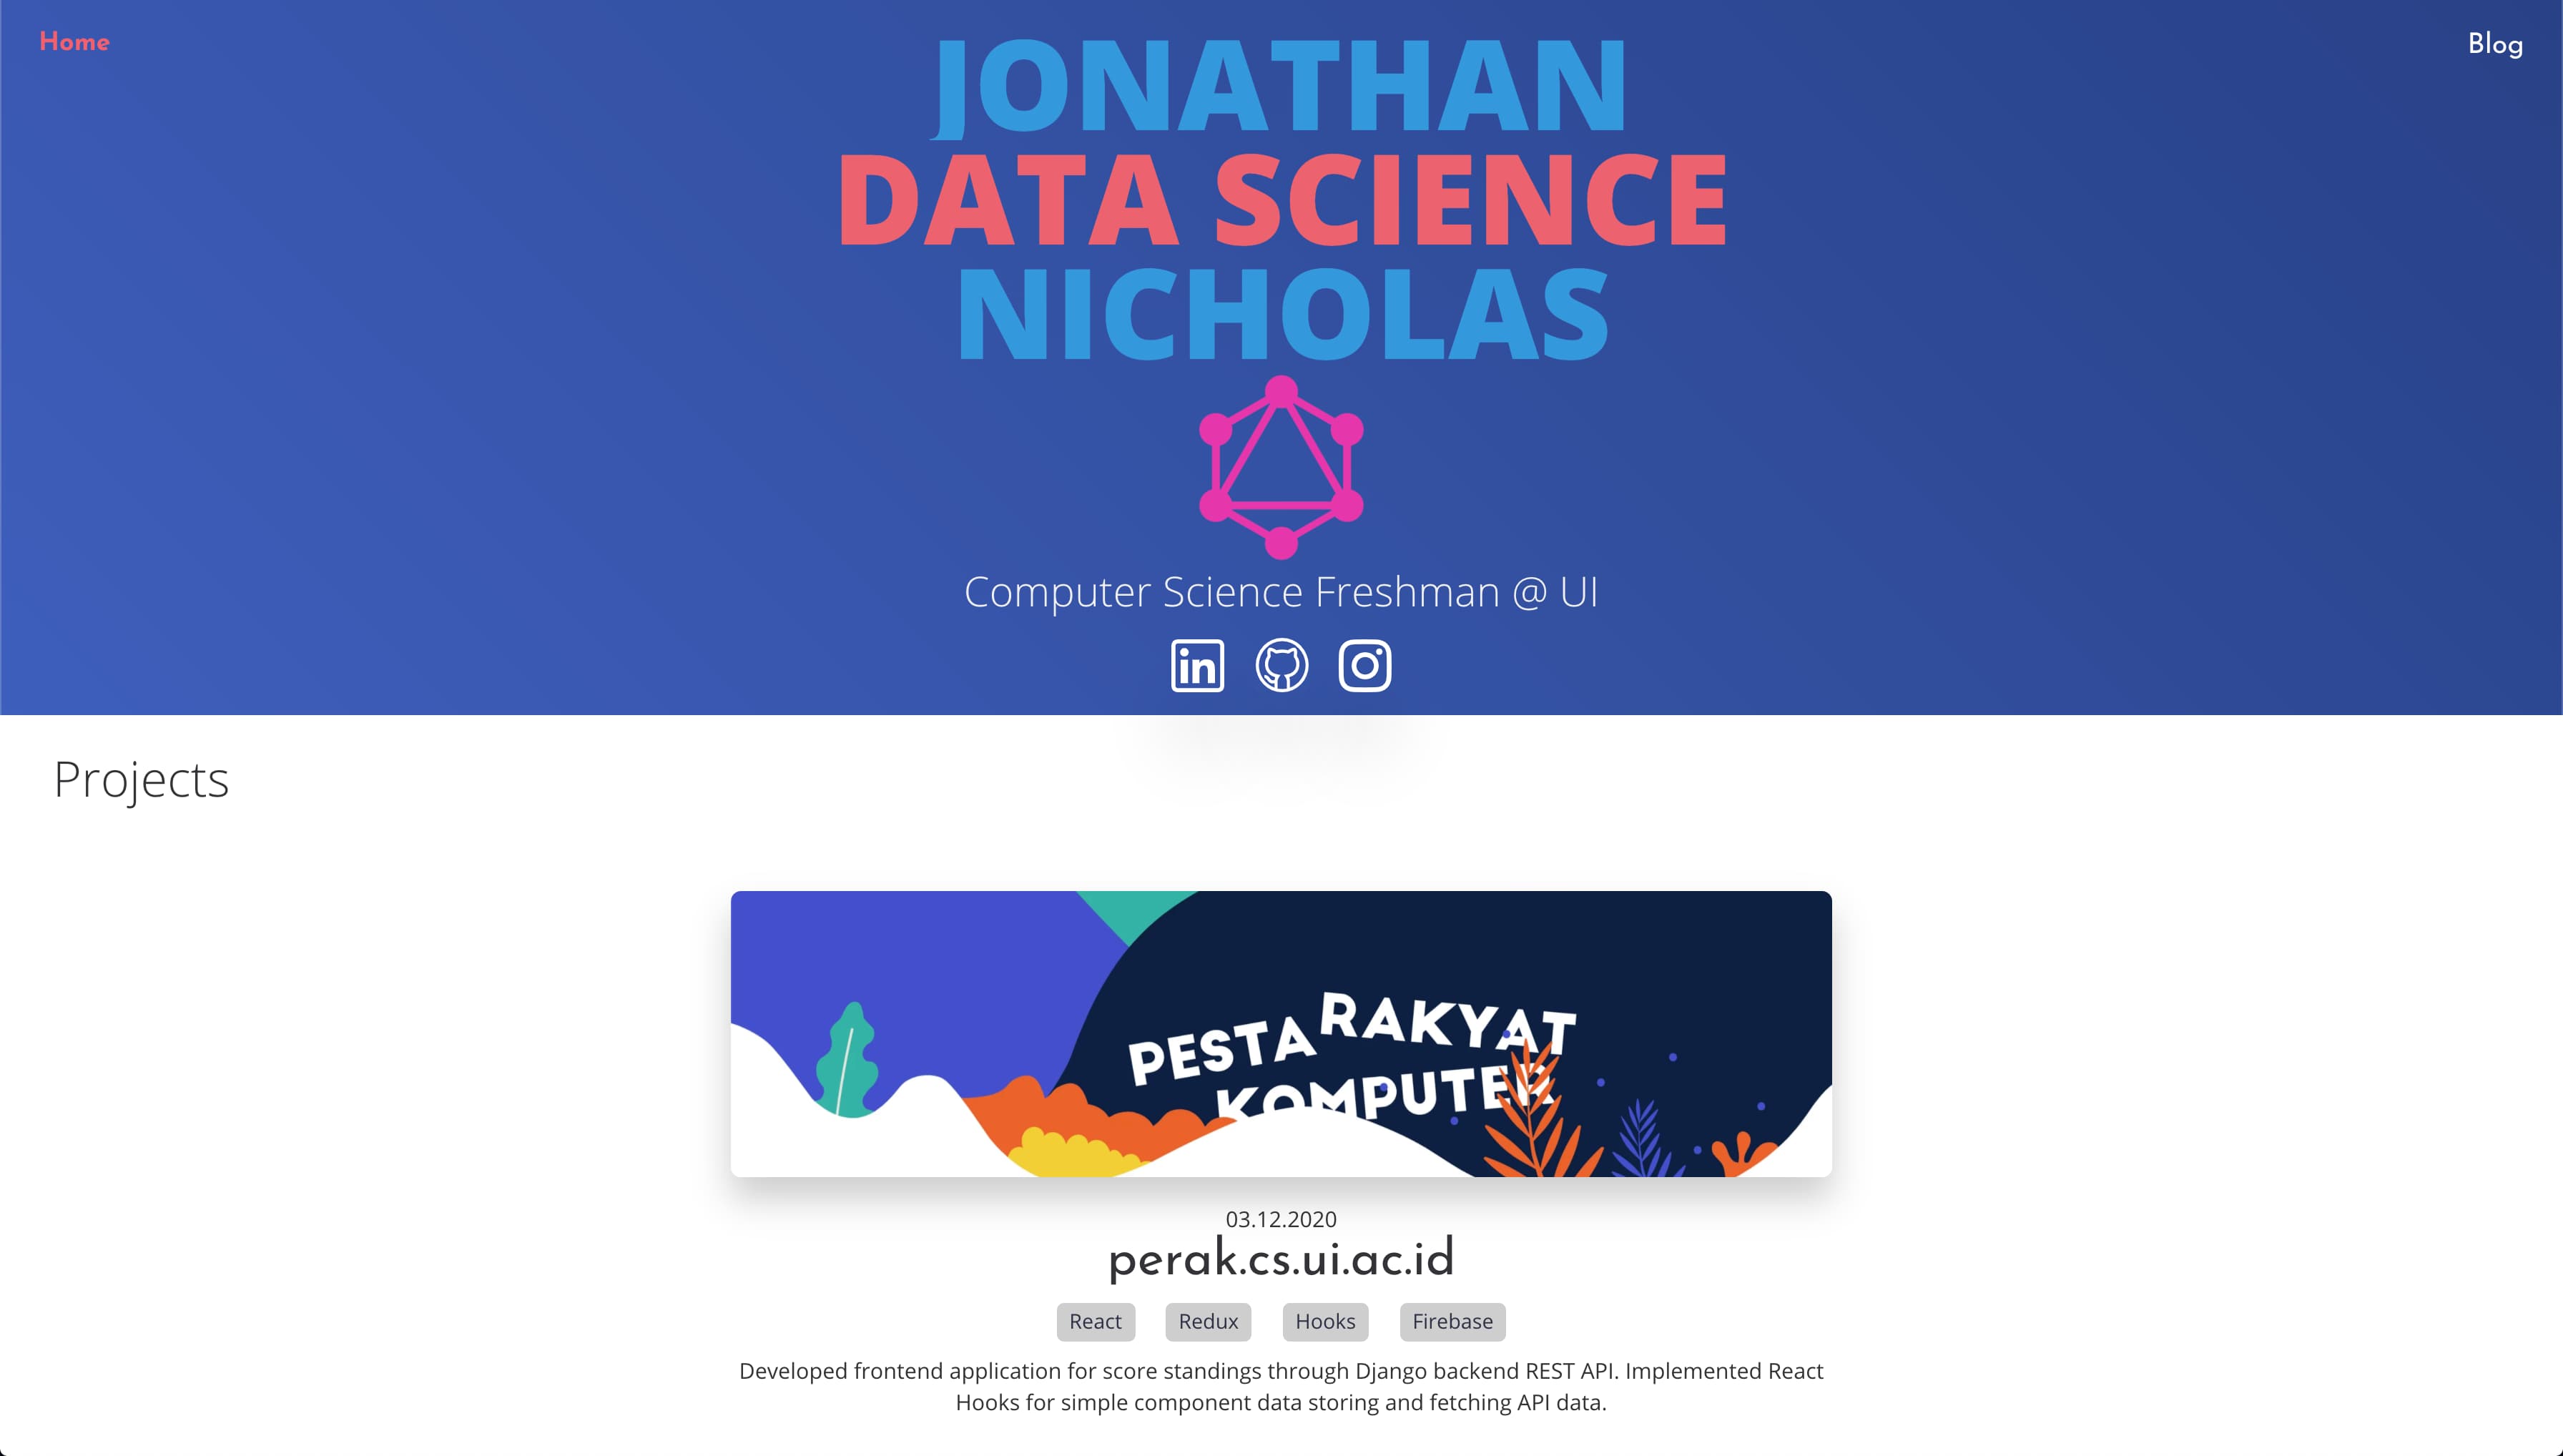 Home
Blog
JONATHAN
DATA SCIENCE
NICHOLAS
Computer Science Freshman @ UI
in
Projects
PESTA RAKYAT
KOMPUTER
03.12.2020
perak.cs.ui.ac.id
React Redux Hooks Firebase
Developed frontend application for score standings through Django backend REST API. Implemented React
Hooks for simple component data storing and fetching API data.